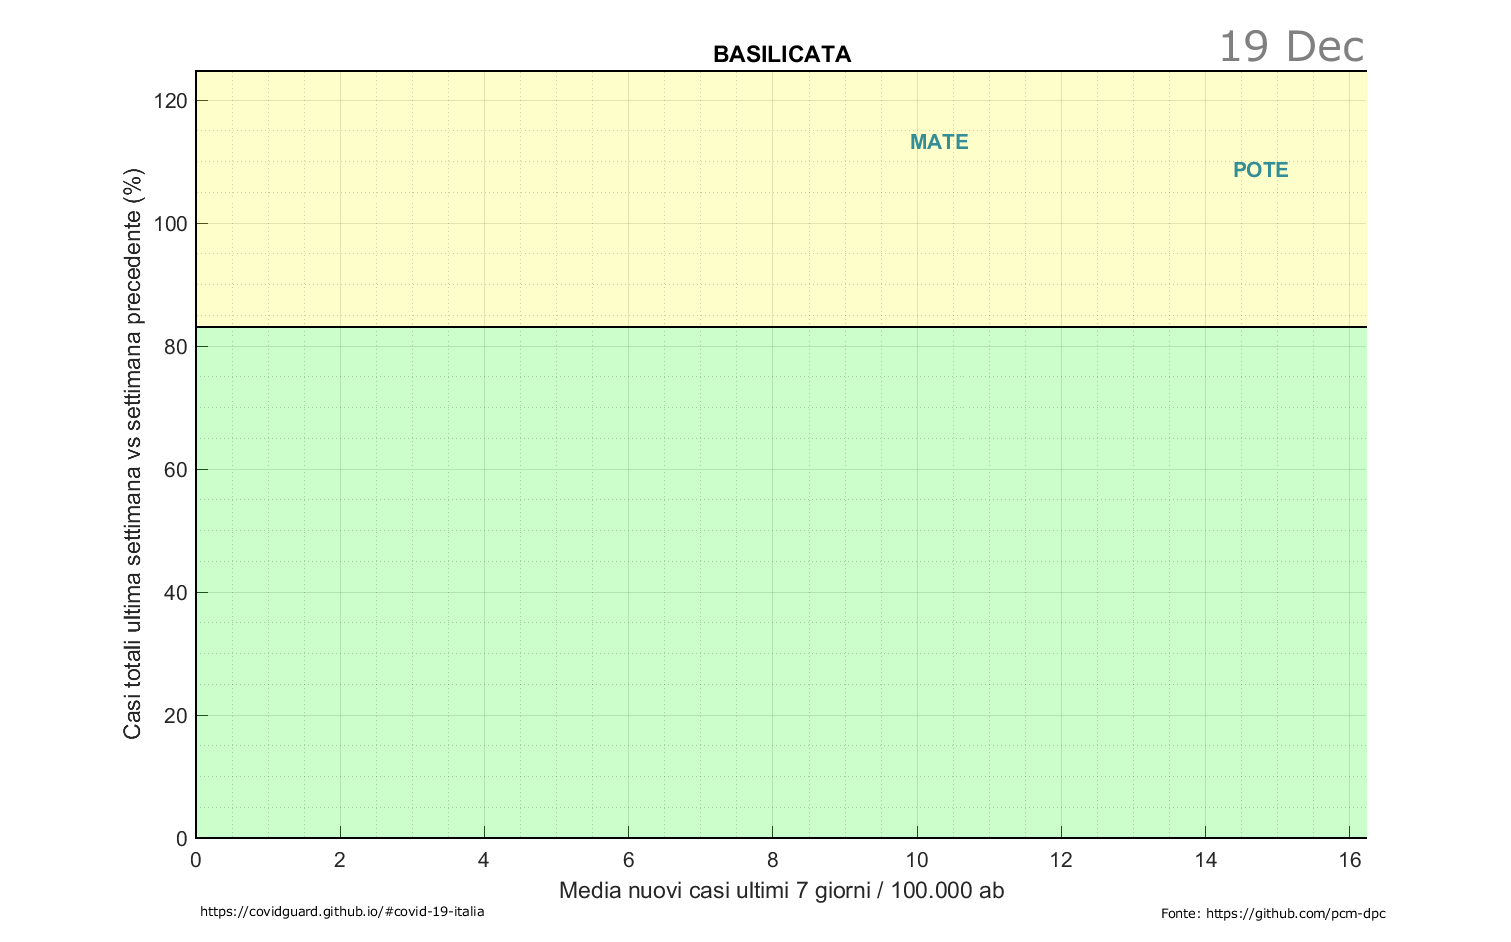 BASILICATA
19 Dec
120
100
80
60
40
20
0
Casi totali ultima settimana vs settimana precedente (%)
MATE
POTE
0 2 4 6 8 10 12 14 16
Media nuovi casi ultimi 7 giorni / 100.000 ab
https://covidguard.github.io/#covid-19-italia
Fonte: https://github.com/pcm-dpc